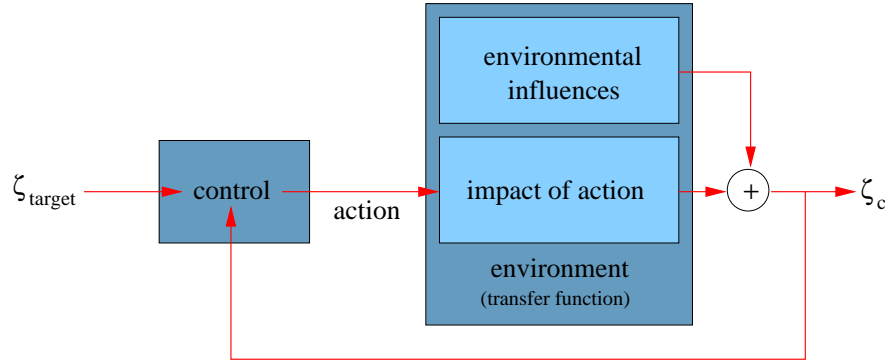 environmental
influences
ζtarget
control
action
impact of action
+
ζc
environment
(transfer function)